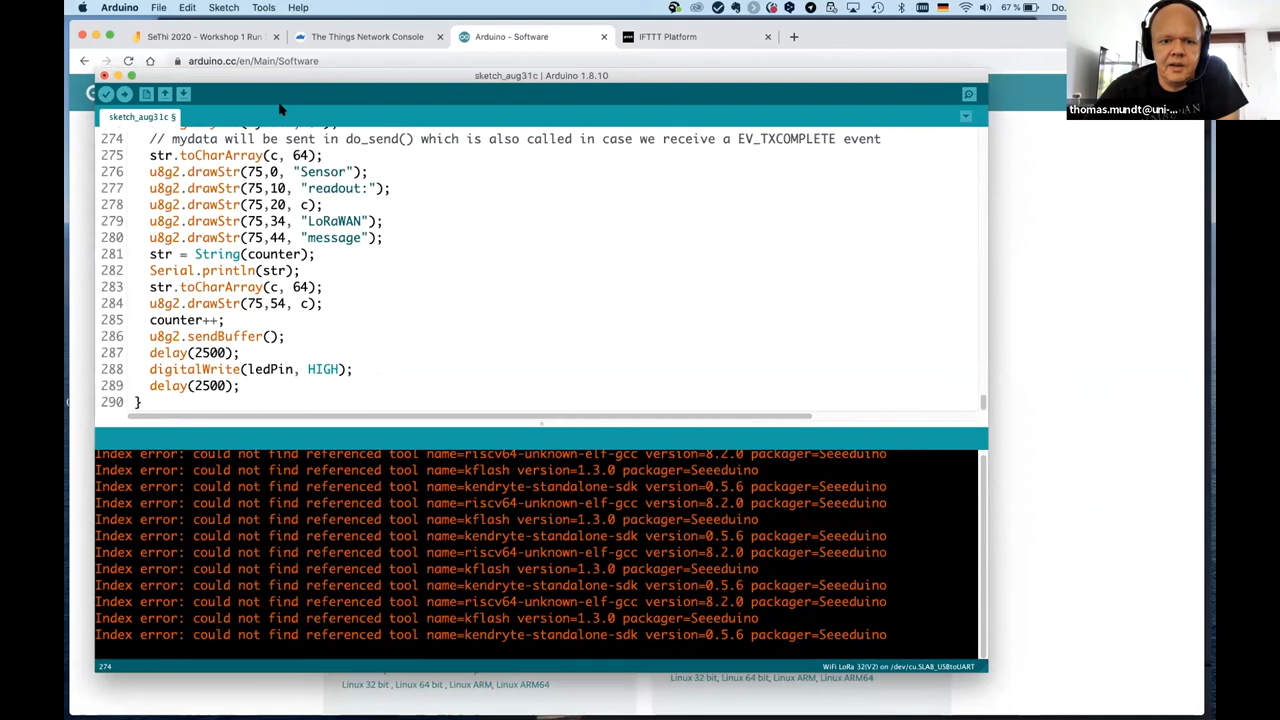 Arduino File Edit Sketch Tools Help 67 % Do.
SeThi 2020 - Workshop 1 Run
The Things Network Console
Arduino - Software
IFTTT Platform
arduino.cc/en/Main/Software
thomas.mundt@uni-...
sketch_aug31c | Arduino 1.8.10
sketch_aug31c §
274 // mydata will be sent in do_send() which is also called in case we receive a EV_TXCOMPLETE event
275 str.toCharArray(c, 64);
276 u8g2.drawStr(75,0, "Sensor");
277 u8g2.drawStr(75,10, "readout:");
278 u8g2.drawStr(75,20, c);
279 u8g2.drawStr(75,34, "LoRaWAN");
280 u8g2.drawStr(75,44, "message");
281 str = String(counter);
282 Serial.println(str);
283 str.toCharArray(c, 64);
284 u8g2.drawStr(75,54, c);
285 counter++;
286 u8g2.sendBuffer();
287 delay(2500);
288 digitalWrite(ledPin, HIGH);
289 delay(2500);
290 }
Index error: could not find referenced tool name=riscv64-unknown-elf-gcc version=8.2.0 packager=Seeeduino
Index error: could not find referenced tool name=kflash version=1.3.0 packager=Seeeduino
Index error: could not find referenced tool name=kendryte-standalone-sdk version=0.5.6 packager=Seeeduino
Index error: could not find referenced tool name=riscv64-unknown-elf-gcc version=8.2.0 packager=Seeeduino
Index error: could not find referenced tool name=kflash version=1.3.0 packager=Seeeduino
Index error: could not find referenced tool name=kendryte-standalone-sdk version=0.5.6 packager=Seeeduino
Index error: could not find referenced tool name=riscv64-unknown-elf-gcc version=8.2.0 packager=Seeeduino
Index error: could not find referenced tool name=kflash version=1.3.0 packager=Seeeduino
Index error: could not find referenced tool name=kendryte-standalone-sdk version=0.5.6 packager=Seeeduino
Index error: could not find referenced tool name=riscv64-unknown-elf-gcc version=8.2.0 packager=Seeeduino
Index error: could not find referenced tool name=kflash version=1.3.0 packager=Seeeduino
Index error: could not find referenced tool name=kendryte-standalone-sdk version=0.5.6 packager=Seeeduino
274 WiFi LoRa 32(V2) on /dev/cu.SLAB_USBtoUART
Linux 32 bit , Linux 64 bit , Linux ARM, Linux ARM64
Linux 32 bit, Linux 64 bit, Linux ARM, Linux ARM64